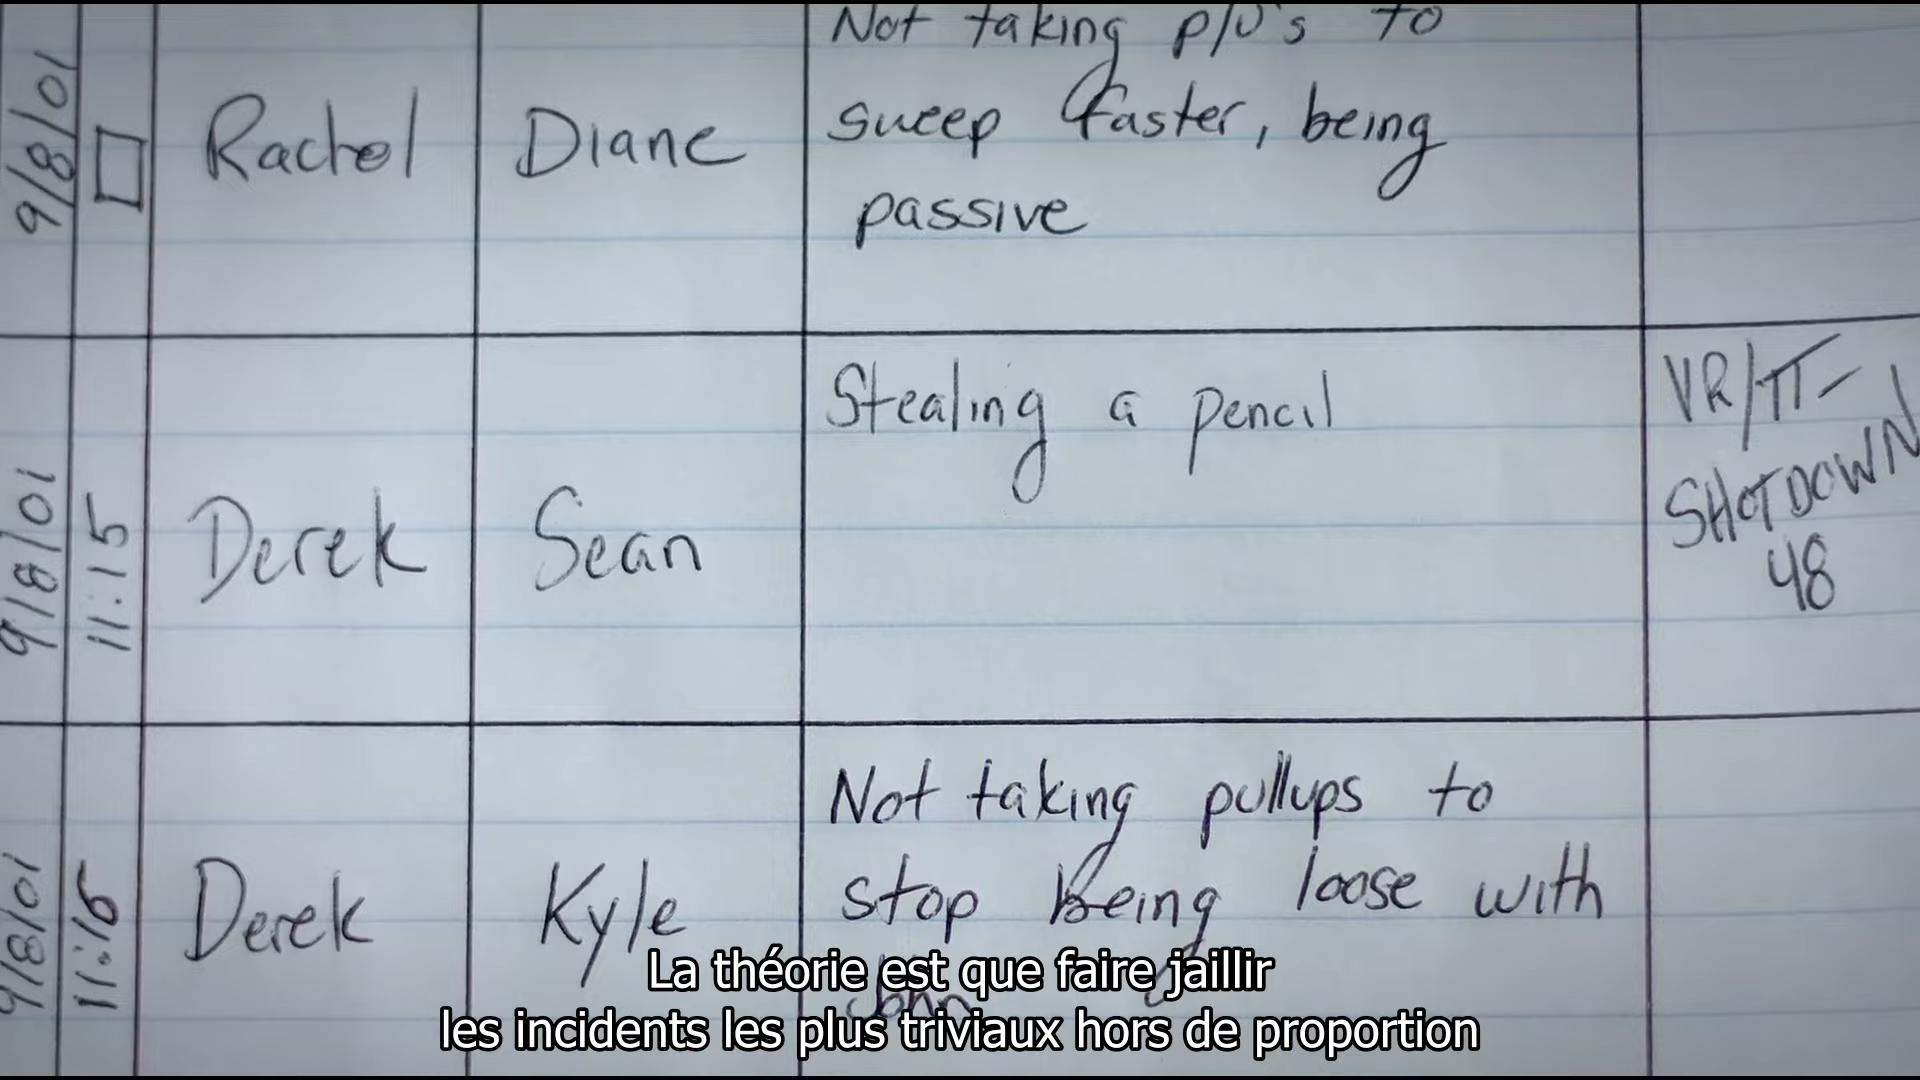 9/8/01
Rachel
Diane
Not taking p/u's to
sweep faster, being
passive
9/8/01
11:15
Derek
Sean
Stealing a pencil
VR/TT-
SHOTDOWN
48
9/8/01
11:16
Derek
Kyle
Not taking pullups to
stop being loose with
John
La théorie est que faire jaillir
les incidents les plus triviaux hors de proportion